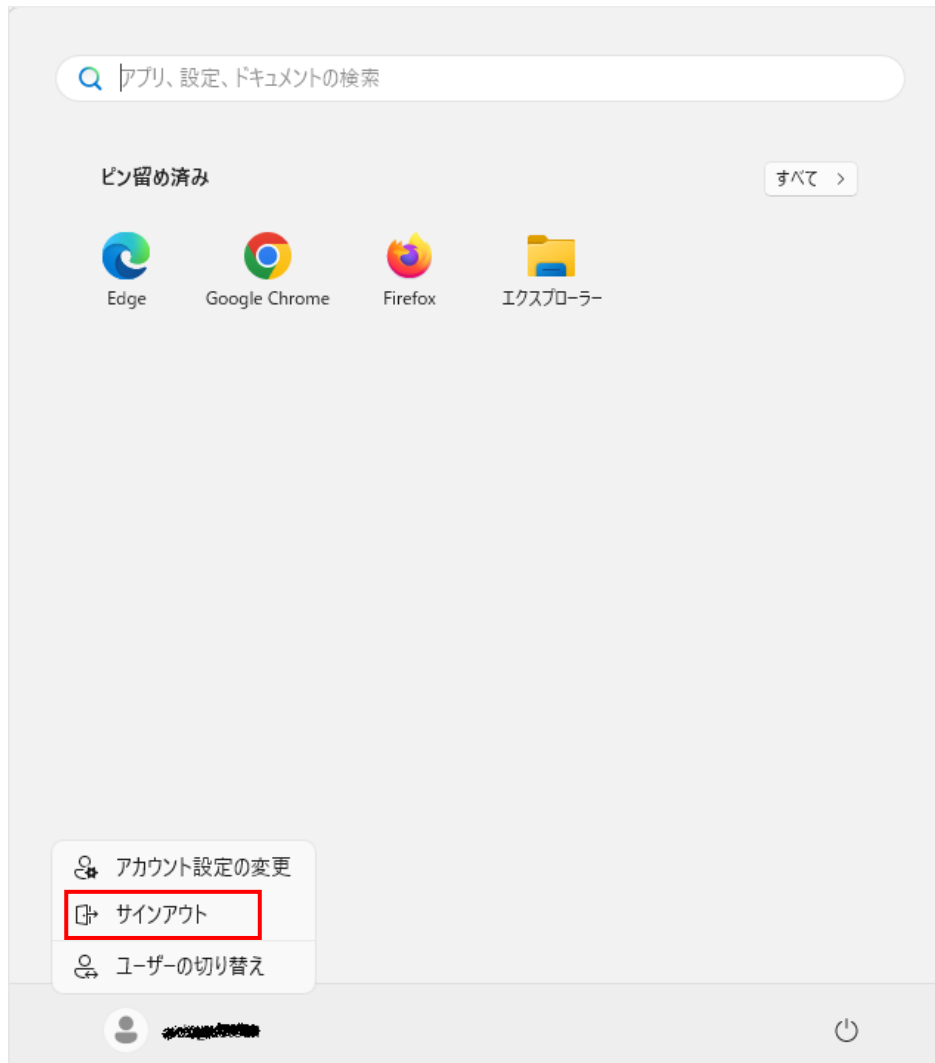 アプリ、設定、ドキュメントの検索
ピン留め済み
すべて
Edge
Google Chrome
Firefox
エクスプローラー
アカウント設定の変更
サインアウト
ユーザーの切り替え